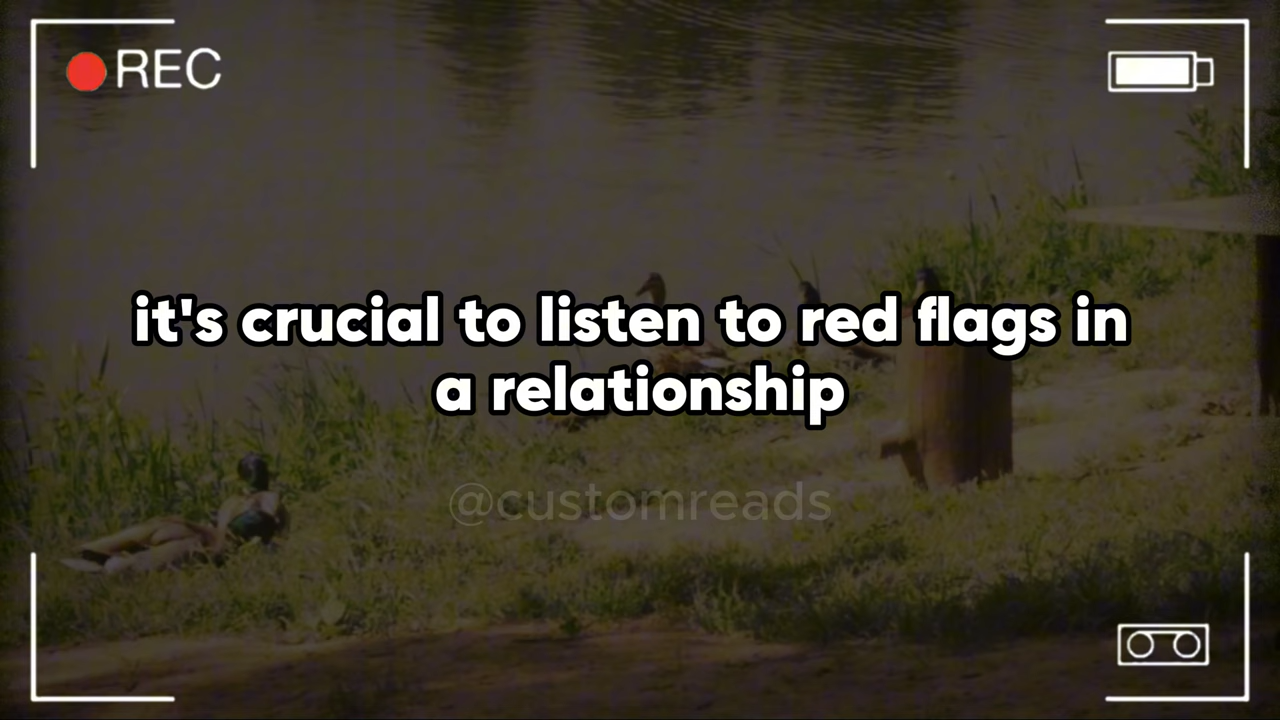 REC
it's crucial to listen to red flags in
a relationship
@customreads